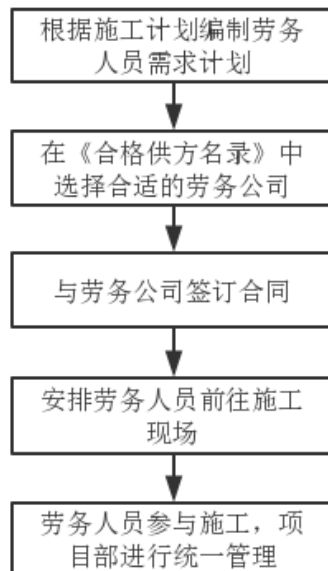 根据施工计划编制劳务
人员需求计划
在《合格供方名录》中
选择合适的劳务公司
与劳务公司签订合同
安排劳务人员前往施工
现场
劳务人员参与施工，项
目部进行统一管理